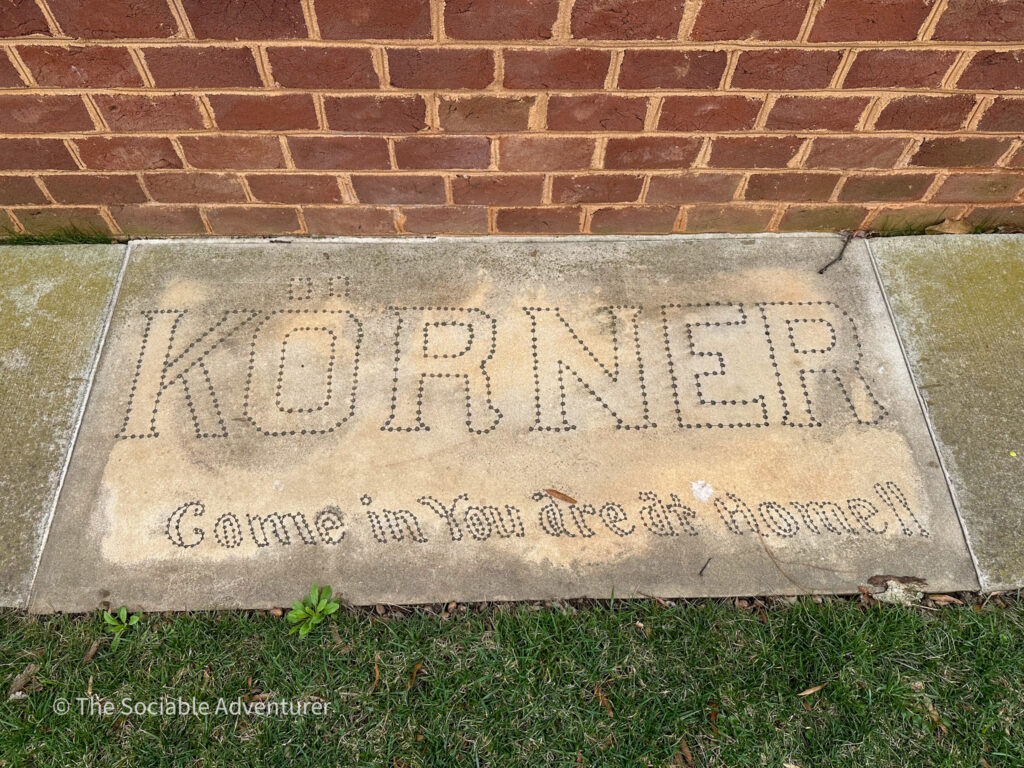 KÖRNER
Come in You are at Home!!
© The Sociable Adventurer